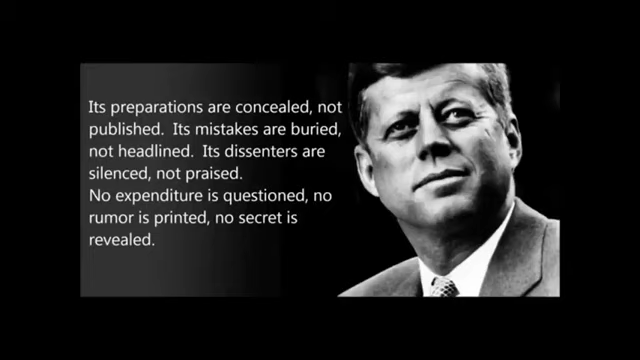 Its preparations are concealed, not
published. Its mistakes are buried,
not headlined. Its dissenters are
silenced, not praised.
No expenditure is questioned, no
rumor is printed, no secret is
revealed.